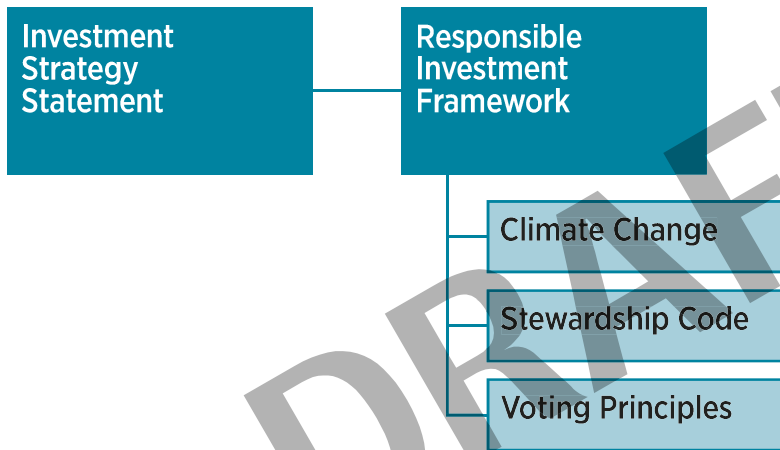 Investment
Strategy
Statement
Responsible
Investment
Framework
Climate Change
Stewardship Code
Voting Principles
DRAF